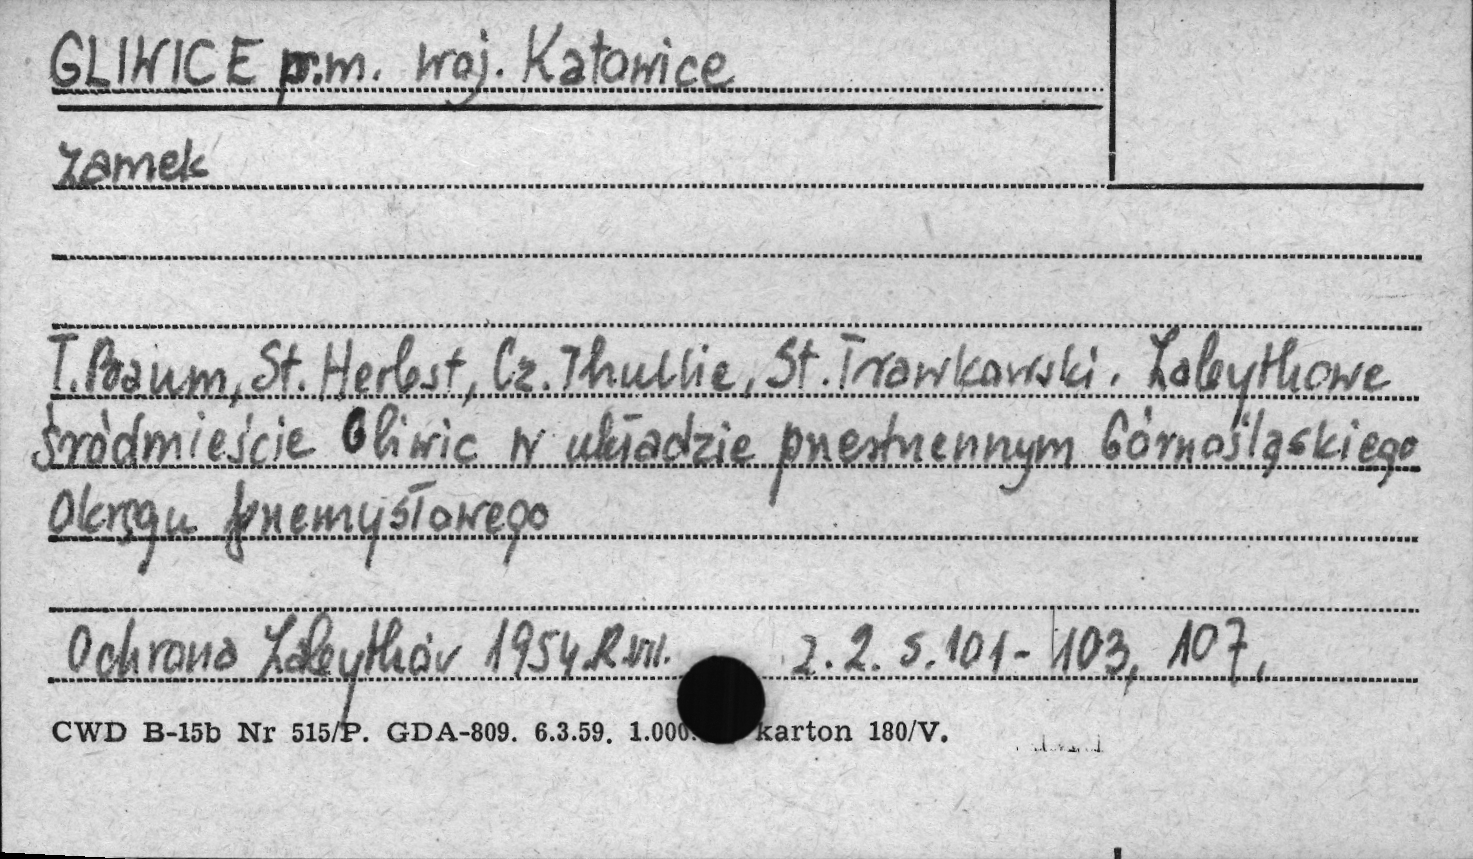 GLIWICE p.m. woj. Katowice
zamek
T. Baum, St. Herbst, Cz. Thullie, St. Trawkowski. Zabytkowe
śródmieście Gliwic w układzie przestrzennym Górnośląskiego
Okręgu przemysłowego
Ochrona Zabytków 1954 R. VII. z. 2. s. 101-103, 107,
CWD B-15b Nr 515/P. GDA-809. 6.3.59. 1.000. karton 180/V.